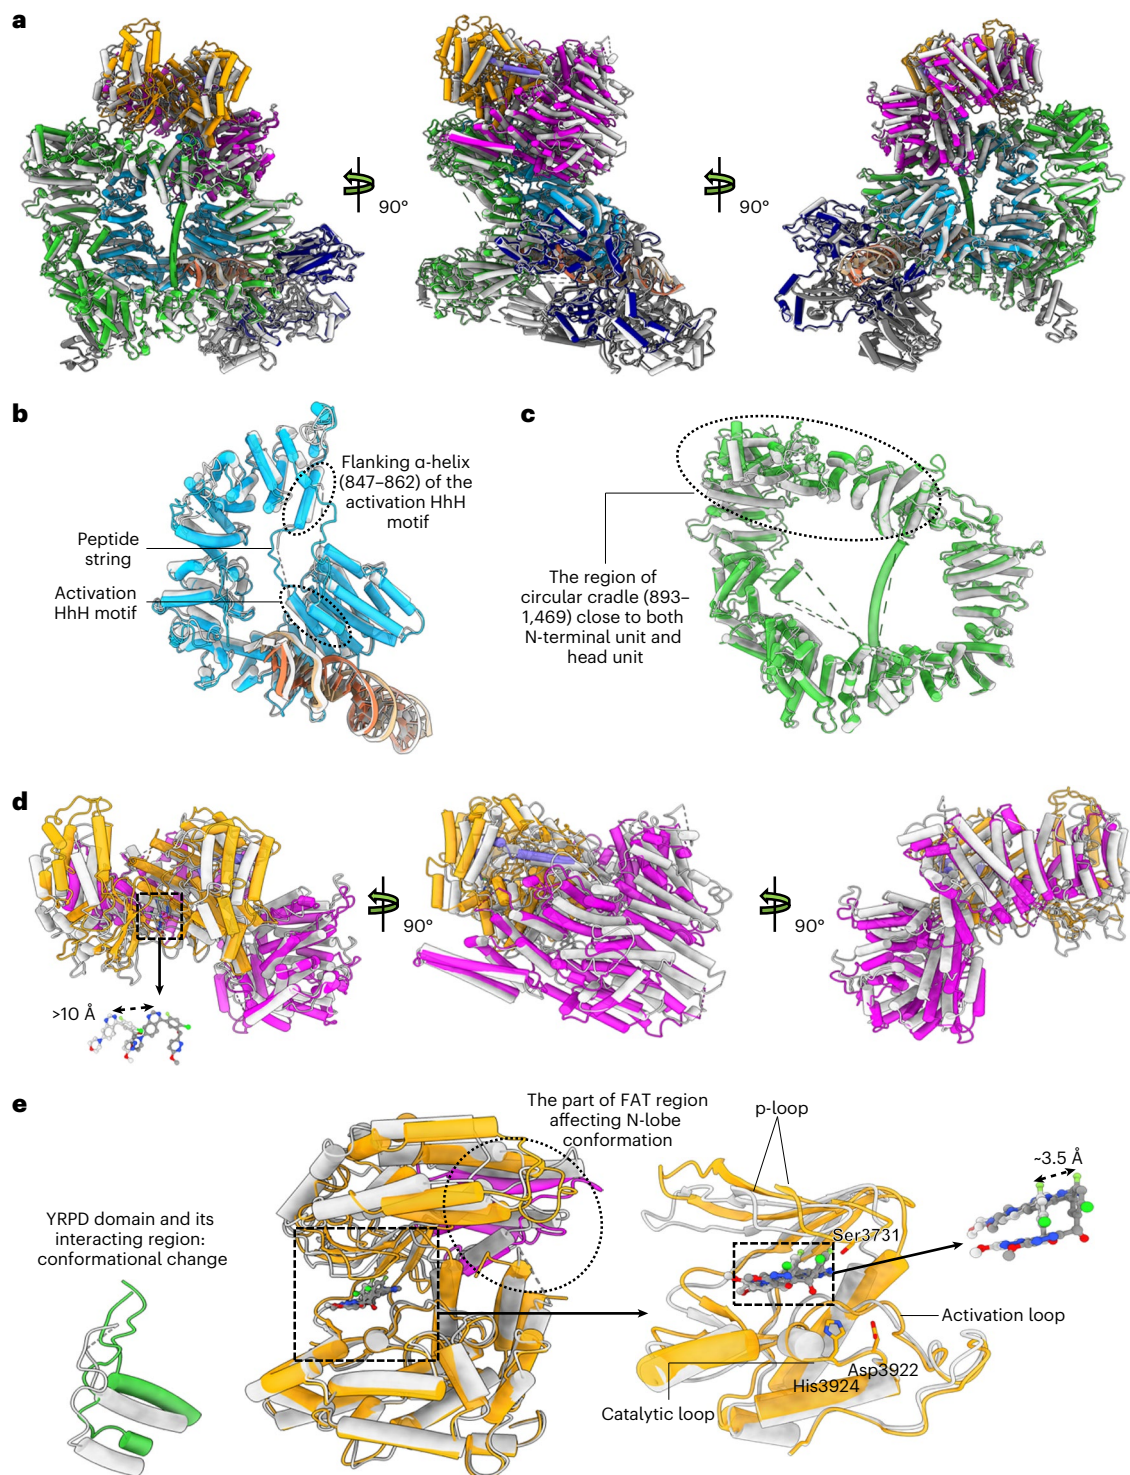 a
90°
90°
b
Flanking α-helix
(847–862) of the
activation HhH
motif
Peptide
string
Activation
HhH motif
c
The region of
circular cradle (893–
1,469) close to both
N-terminal unit and
head unit
d
90°
90°
>10 Å
e
The part of FAT region
affecting N-lobe
conformation
p-loop
~3.5 Å
YRPD domain and its
interacting region:
conformational change
Ser3731
Activation loop
Asp3922
His3924
Catalytic loop